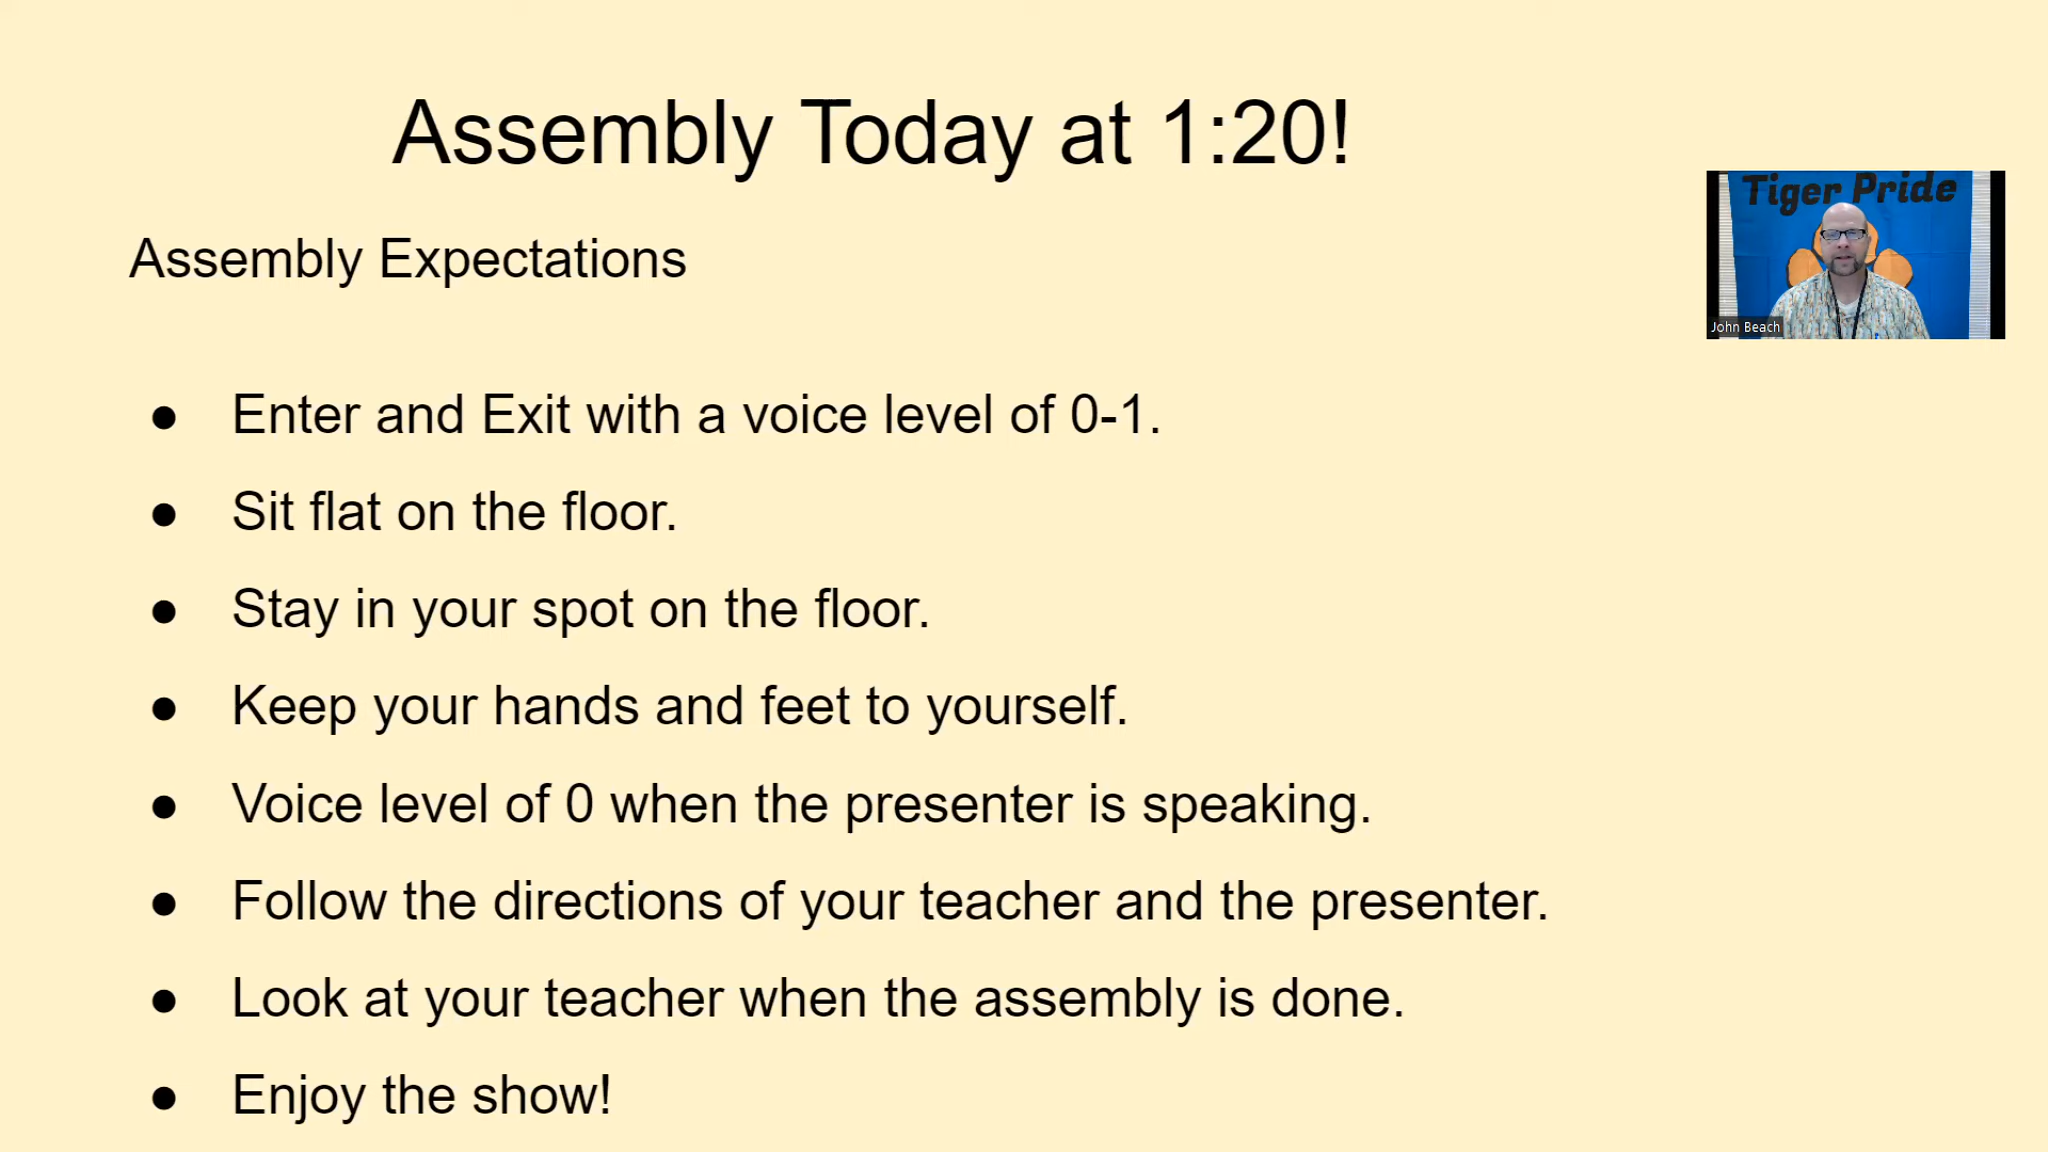 Assembly Today at 1:20!
Tiger Pride
John Beach
Assembly Expectations
● Enter and Exit with a voice level of 0-1.
● Sit flat on the floor.
● Stay in your spot on the floor.
● Keep your hands and feet to yourself.
● Voice level of 0 when the presenter is speaking.
● Follow the directions of your teacher and the presenter.
● Look at your teacher when the assembly is done.
● Enjoy the show!